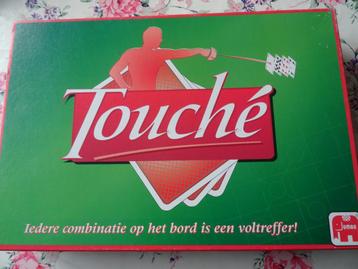 Touché
Iedere combinatie op het bord is een voltreffer!
Jumbo